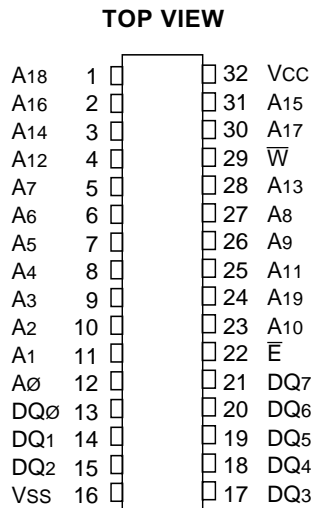 TOP VIEW
A18 1 32 VCC
A16 2 31 A15
A14 3 30 A17
A12 4 29 W̅
A7 5 28 A13
A6 6 27 A8
A5 7 26 A9
A4 8 25 A11
A3 9 24 A19
A2 10 23 A10
A1 11 22 E̅
AØ 12 21 DQ7
DQØ 13 20 DQ6
DQ1 14 19 DQ5
DQ2 15 18 DQ4
VSS 16 17 DQ3